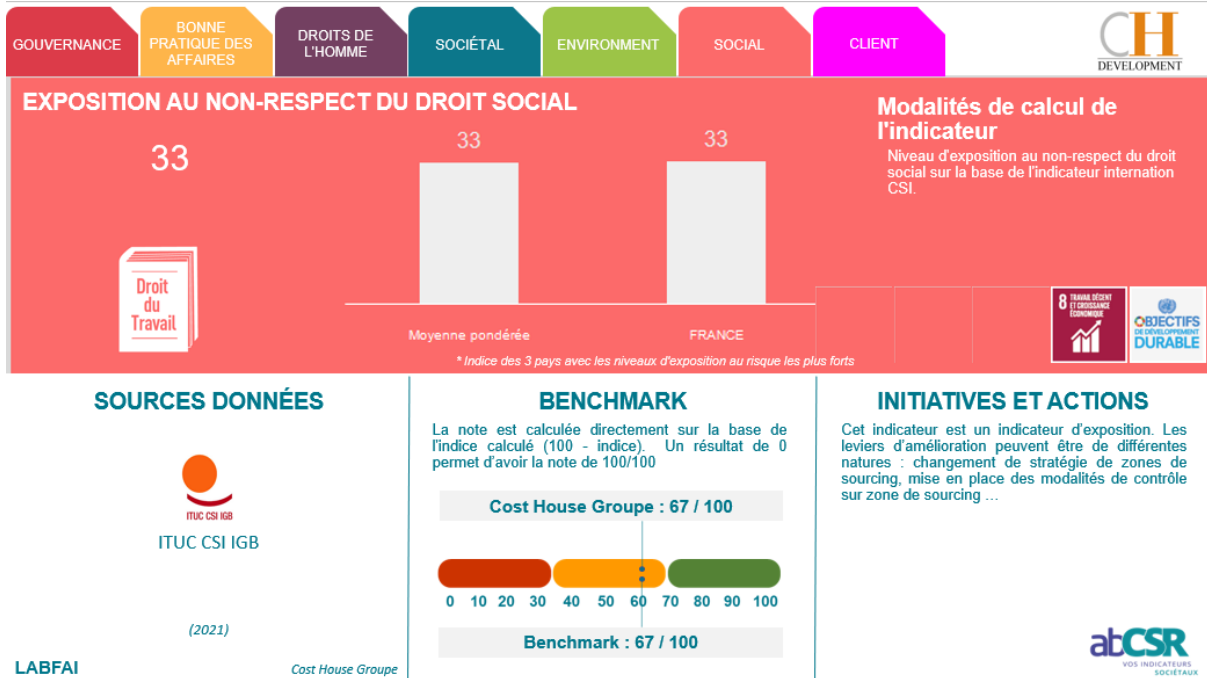 GOUVERNANCE
BONNE
PRATIQUE DES
AFFAIRES
DROITS DE
L'HOMME
SOCIÉTAL
ENVIRONMENT
SOCIAL
CLIENT
CH
DEVELOPMENT
EXPOSITION AU NON-RESPECT DU DROIT SOCIAL
33
Droit
du
Travail
33
33
Moyenne pondérée
FRANCE
* Indice des 3 pays avec les niveaux d'exposition au risque les plus forts
Modalités de calcul de
l'indicateur
Niveau d'exposition au non-respect du droit
social sur la base de l'indicateur internation
CSI.
8 TRAVAIL DÉCENT
ET CROISSANCE
ÉCONOMIQUE
OBJECTIFS
DE DÉVELOPPEMENT
DURABLE
SOURCES DONNÉES
ITUC CSI IGB
ITUC CSI IGB
(2021)
LABFAI
Cost House Groupe
BENCHMARK
La note est calculée directement sur la base de
l'indice calculé (100 - indice). Un résultat de 0
permet d'avoir la note de 100/100
Cost House Groupe : 67 / 100
0 10 20 30 40 50 60 70 80 90 100
Benchmark : 67 / 100
INITIATIVES ET ACTIONS
Cet indicateur est un indicateur d'exposition. Les
leviers d'amélioration peuvent être de différentes
natures : changement de stratégie de zones de
sourcing, mise en place des modalités de contrôle
sur zone de sourcing ...
abCSR
VOS INDICATEURS
SOCIÉTAUX